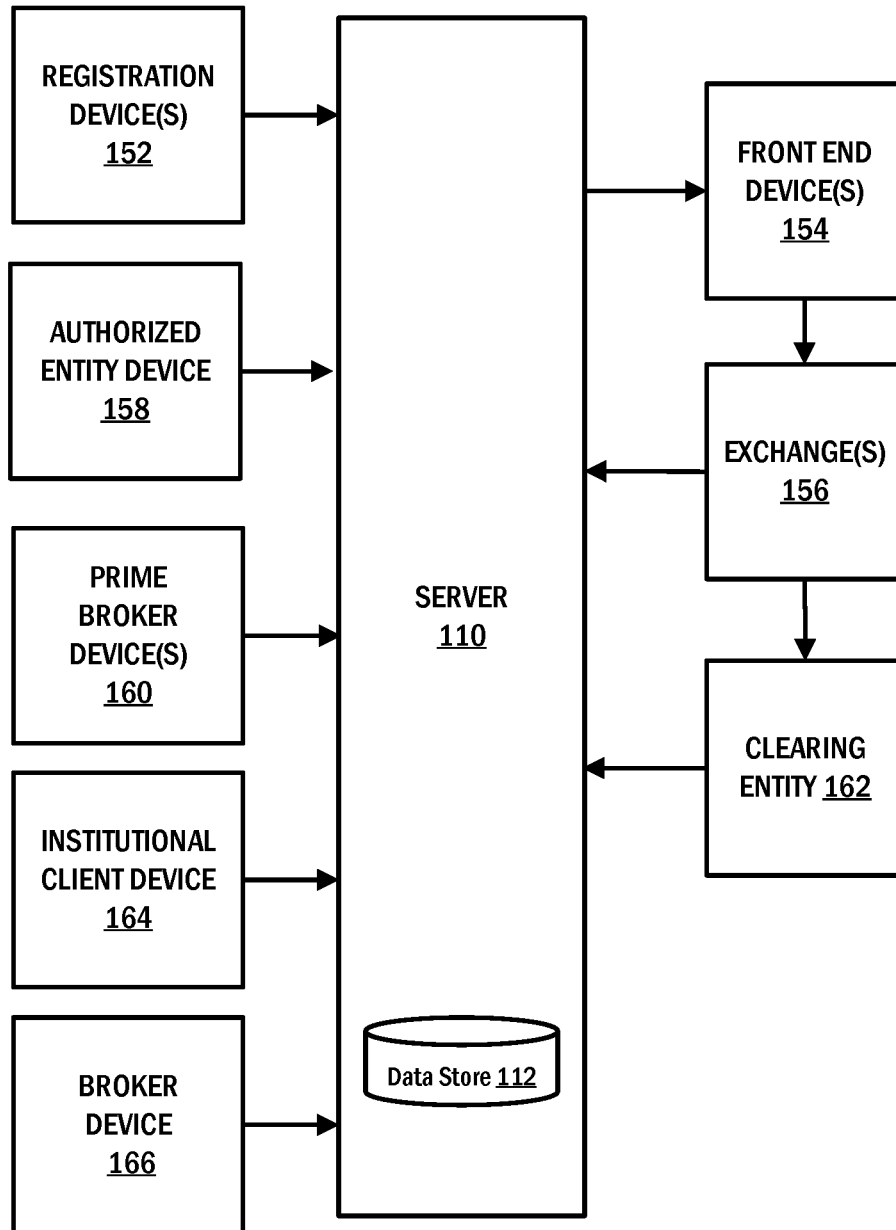 REGISTRATION
DEVICE(S)
152
AUTHORIZED
ENTITY DEVICE
158
PRIME
BROKER
DEVICE(S)
160
INSTITUTIONAL
CLIENT DEVICE
164
BROKER
DEVICE
166
SERVER
110
Data Store 112
FRONT END
DEVICE(S)
154
EXCHANGE(S)
156
CLEARING
ENTITY 162